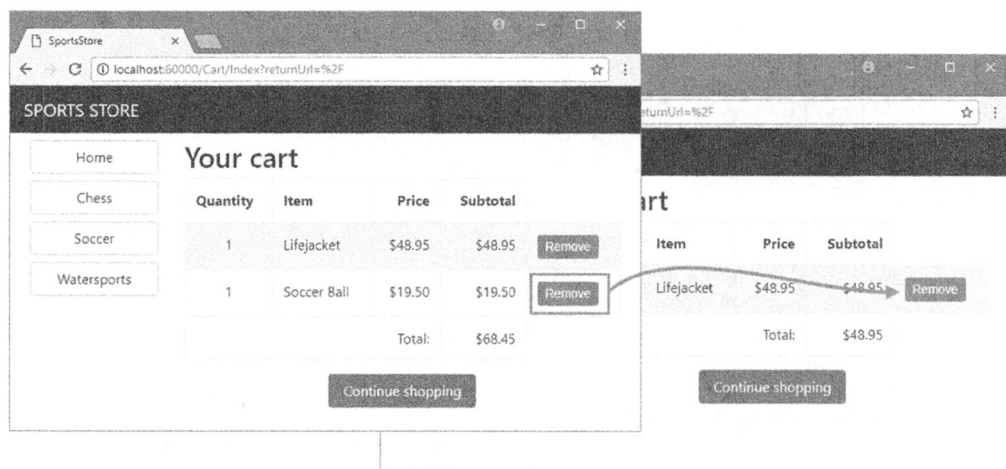 SportsStore
localhost:60000/Cart/Index?returnUrl=%2F
SPORTS STORE
Home
Chess
Soccer
Watersports
Your cart
Quantity Item Price Subtotal
1 Lifejacket $48.95 $48.95 Remove
1 Soccer Ball $19.50 $19.50 Remove
Total: $68.45
Continue shopping
eturnUrl=%2F
art
Item Price Subtotal
Lifejacket $48.95 $48.95 Remove
Total: $48.95
Continue shopping